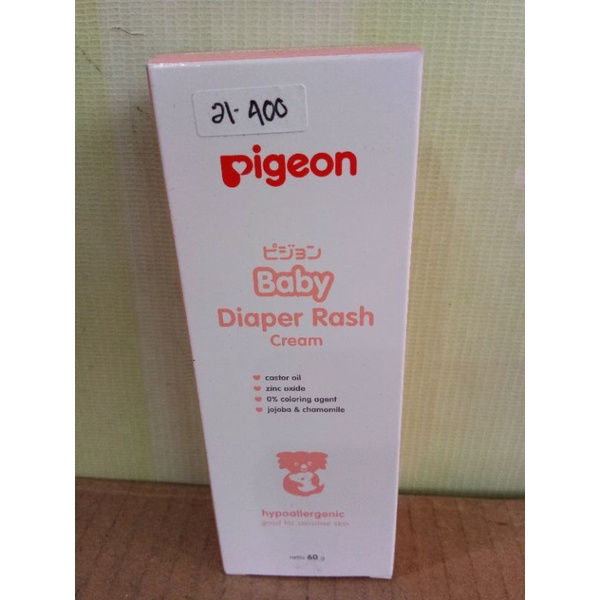 21-400
pigeon
ピジョン
Baby
Diaper Rash
Cream
castor oil
zinc oxide
0% coloring agent
jojoba & chamomile
hypoallergenic
good for sensitive skin
netto 60 g